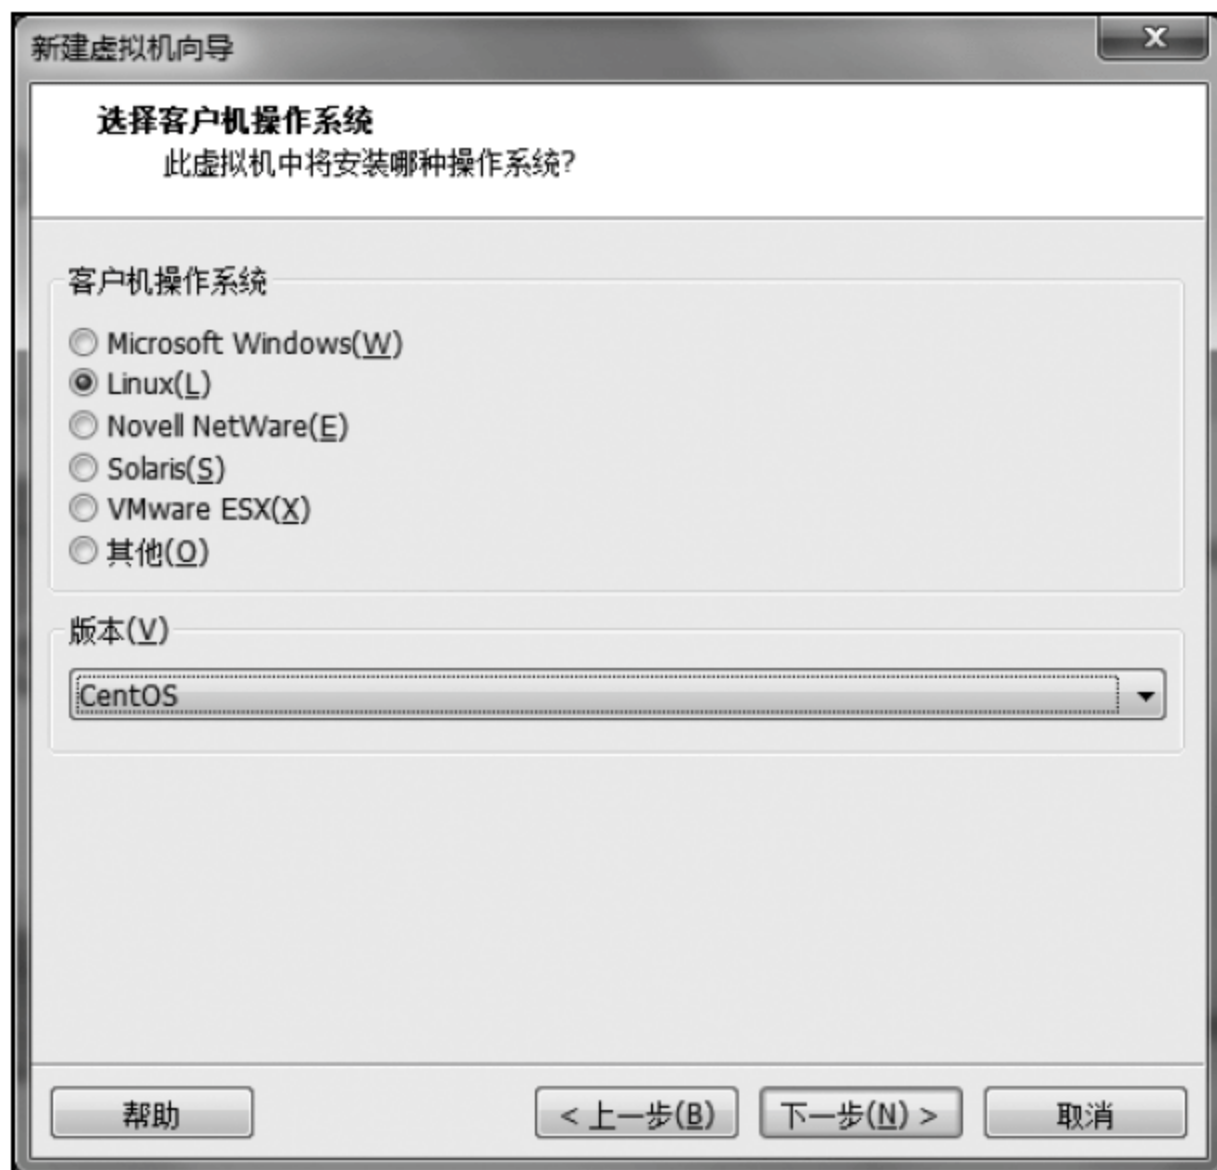 新建虚拟机向导
x
选择客户机操作系统
此虚拟机中将安装哪种操作系统?
客户机操作系统
Microsoft Windows(W)
Linux(L)
Novell NetWare(E)
Solaris(S)
VMware ESX(X)
其他(O)
版本(V)
CentOS
帮助
< 上一步(B)
下一步(N) >
取消